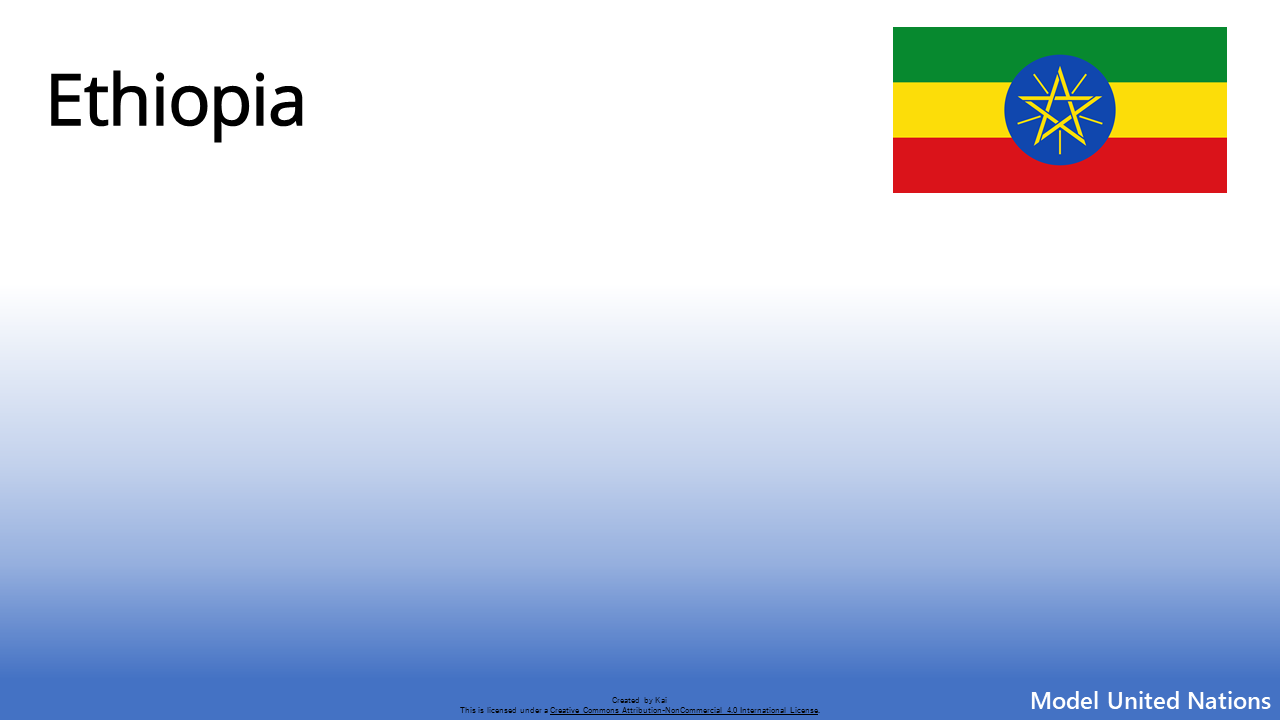 Ethiopia
Created by Kai
This is licensed under a Creative Commons Attribution-NonCommercial 4.0 International License.
Model United Nations